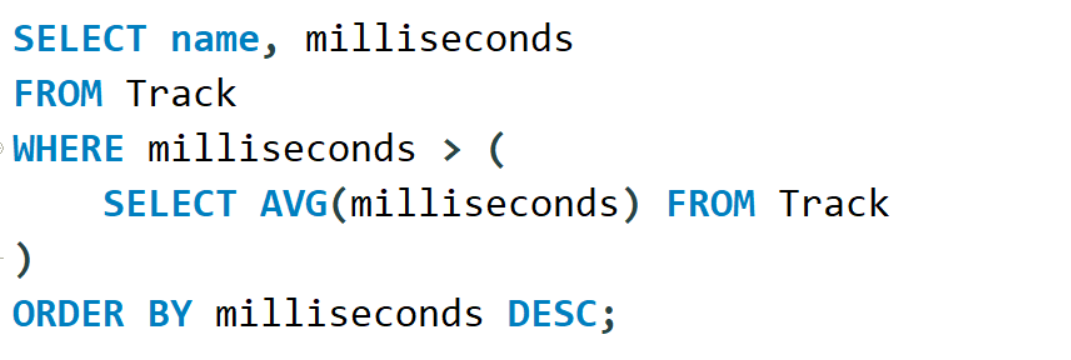 SELECT name, milliseconds
FROM Track
WHERE milliseconds > (
    SELECT AVG(milliseconds) FROM Track
)
ORDER BY milliseconds DESC;